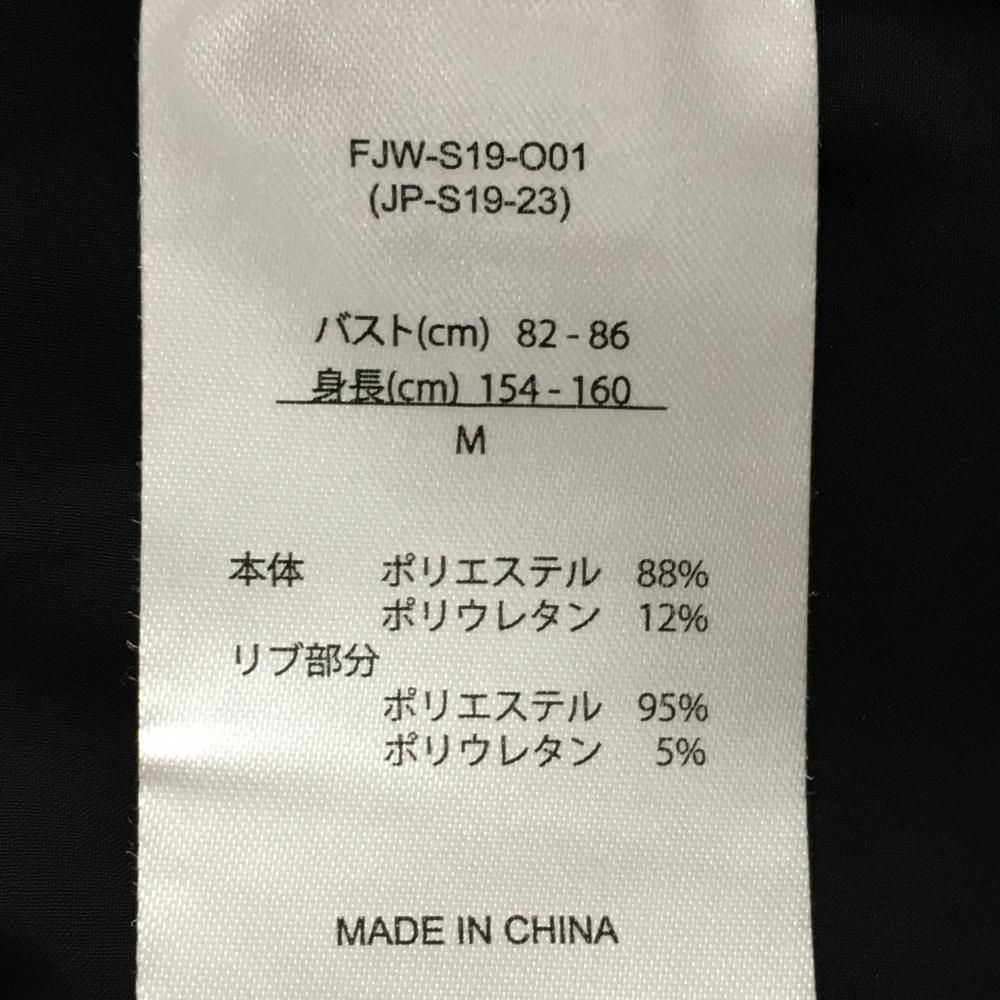 FJW-S19-O01
(JP-S19-23)
バスト(cm) 82 - 86
身長(cm) 154 - 160
M
本体 ポリエステル 88%
ポリウレタン 12%
リブ部分
ポリエステル 95%
ポリウレタン 5%
MADE IN CHINA